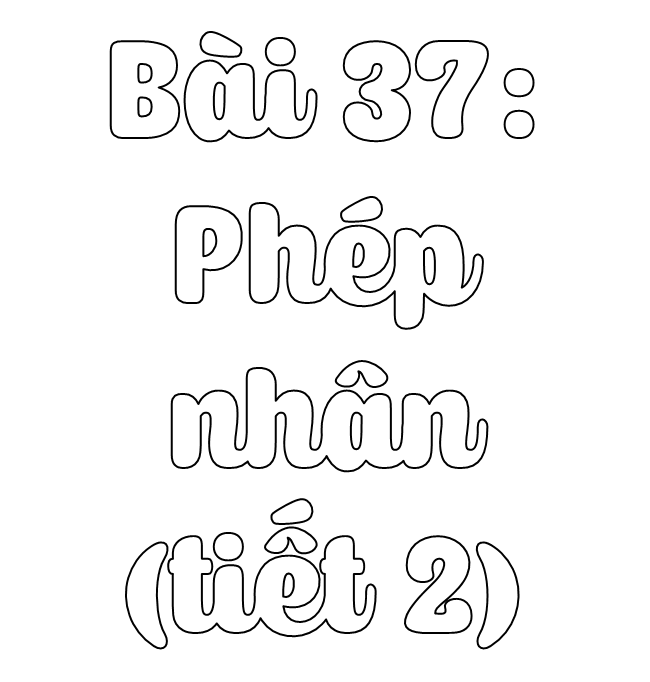 Bài 37:
Phép
nhân
(tiết 2)